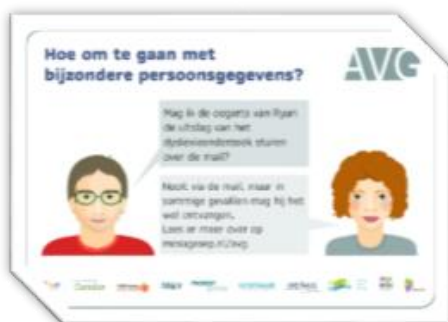 Hoe om te gaan met
bijzondere persoonsgegevens?
AVG
Mag ik de oogarts van Ryan
de uitslag van het
dyslexieonderzoek sturen
over de mail?
Nooit via de mail, maar in
sommige gevallen mag hij het
wel ontvangen.
Lees er meer over op